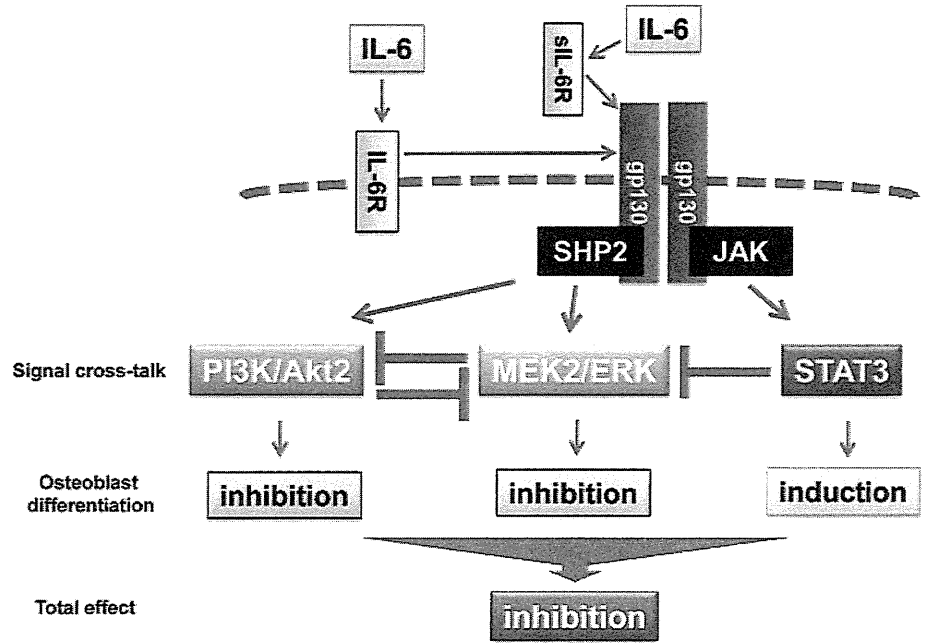 IL-6
IL-6
sIL-6R
IL-6R
gp130
gp130
SHP2
JAK
Signal cross-talk
PI3K/Akt2
MEK2/ERK
STAT3
Osteoblast
differentiation
inhibition
inhibition
induction
Total effect
inhibition